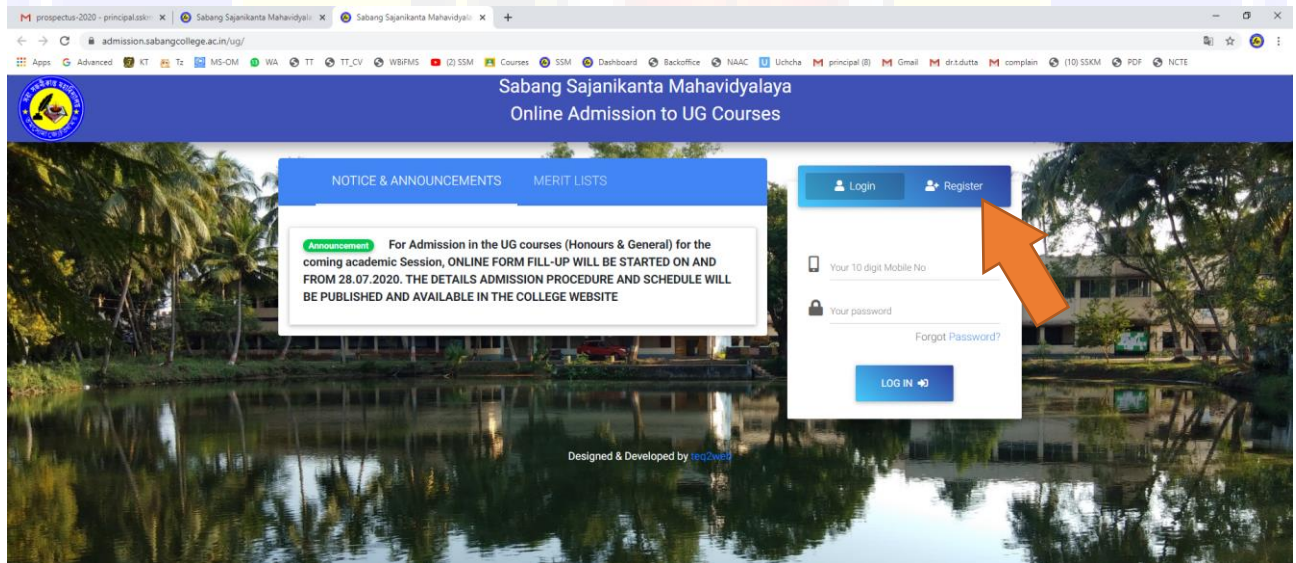 prospectus-2020 - principal.sskm
Sabang Sajanikanta Mahavidyala
Sabang Sajanikanta Mahavidyala
admission.sabangcollege.ac.in/ug/
Apps Advanced KT Tz MS-OM WA TT TT_CV WBiFMS (2) SSM Courses SSM Dashboard Backoffice NAAC Uchcha principal (8) Gmail dr.t.dutta complain (10) SSKM PDF NCTE
Sabang Sajanikanta Mahavidyalaya
Online Admission to UG Courses
NOTICE & ANNOUNCEMENTS MERIT LISTS
Announcement For Admission in the UG courses (Honours & General) for the
coming academic Session, ONLINE FORM FILL-UP WILL BE STARTED ON AND
FROM 28.07.2020. THE DETAILS ADMISSION PROCEDURE AND SCHEDULE WILL
BE PUBLISHED AND AVAILABLE IN THE COLLEGE WEBSITE
Login Register
Your 10 digit Mobile No
Your password
Forgot Password?
LOG IN
Designed & Developed by teq2web